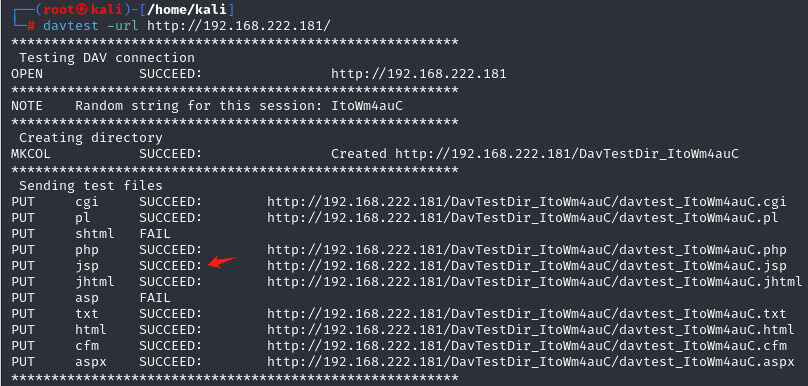 ┌──(root㉿kali)-[/home/kali]
└─# davtest -url http://192.168.222.181/
********************************************************
 Testing DAV connection
OPEN            SUCCEED:                http://192.168.222.181
********************************************************
NOTE    Random string for this session: ItoWm4auC
********************************************************
 Creating directory
MKCOL           SUCCEED:                Created http://192.168.222.181/DavTestDir_ItoWm4auC
********************************************************
 Sending test files
PUT     cgi     SUCCEED:        http://192.168.222.181/DavTestDir_ItoWm4auC/davtest_ItoWm4auC.cgi
PUT     pl      SUCCEED:        http://192.168.222.181/DavTestDir_ItoWm4auC/davtest_ItoWm4auC.pl
PUT     shtml   FAIL
PUT     php     SUCCEED:        http://192.168.222.181/DavTestDir_ItoWm4auC/davtest_ItoWm4auC.php
PUT     jsp     SUCCEED:        http://192.168.222.181/DavTestDir_ItoWm4auC/davtest_ItoWm4auC.jsp
PUT     jhtml   SUCCEED:        http://192.168.222.181/DavTestDir_ItoWm4auC/davtest_ItoWm4auC.jhtml
PUT     asp     FAIL
PUT     txt     SUCCEED:        http://192.168.222.181/DavTestDir_ItoWm4auC/davtest_ItoWm4auC.txt
PUT     html    SUCCEED:        http://192.168.222.181/DavTestDir_ItoWm4auC/davtest_ItoWm4auC.html
PUT     cfm     SUCCEED:        http://192.168.222.181/DavTestDir_ItoWm4auC/davtest_ItoWm4auC.cfm
PUT     aspx    SUCCEED:        http://192.168.222.181/DavTestDir_ItoWm4auC/davtest_ItoWm4auC.aspx
********************************************************